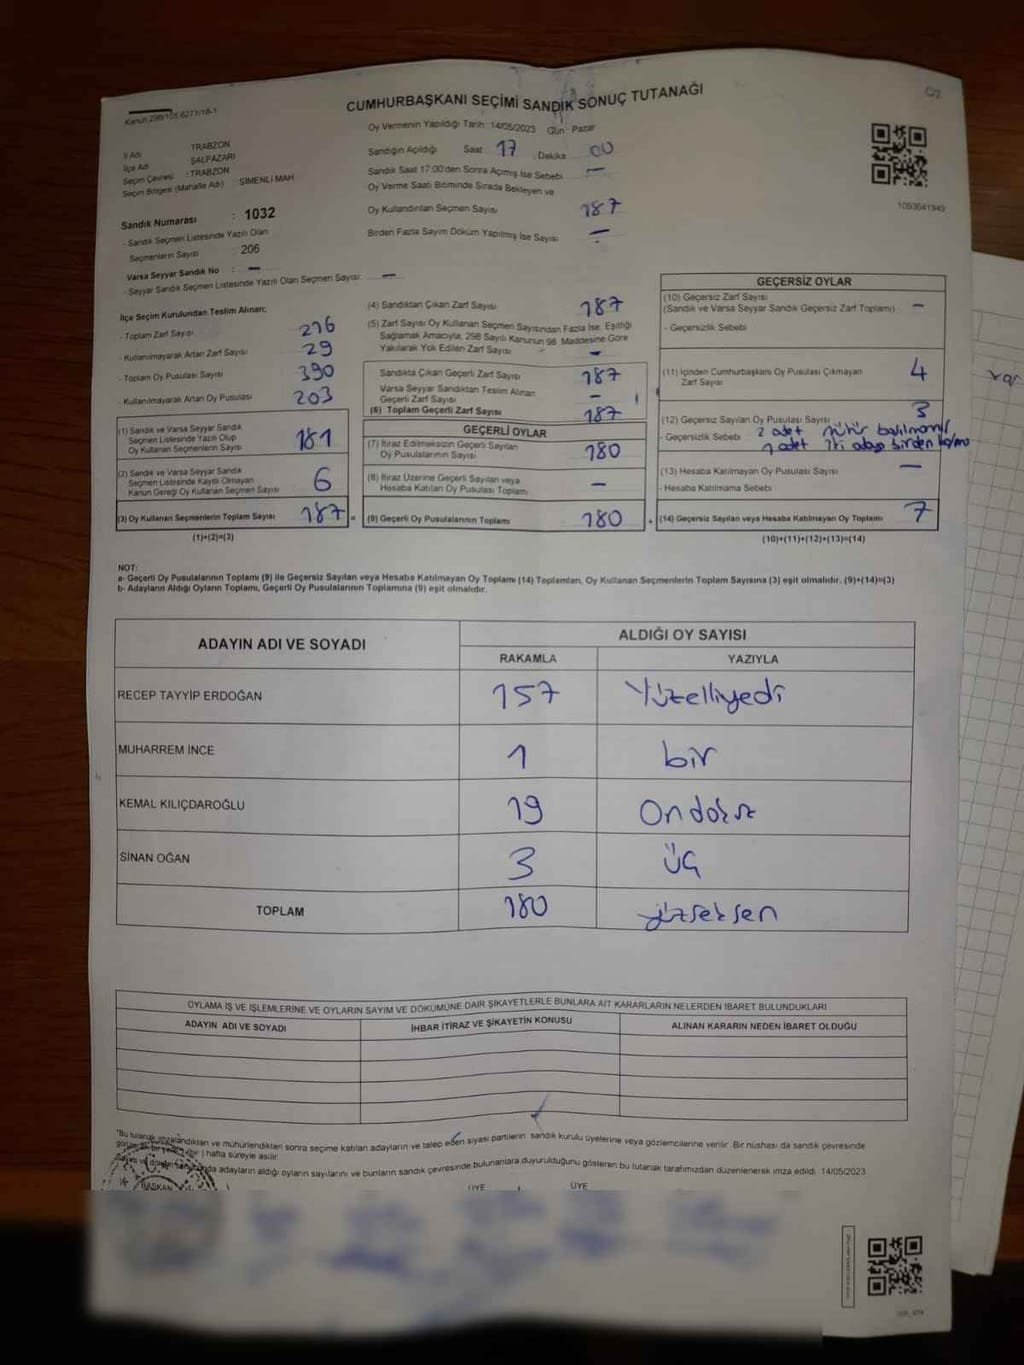 Kanun 298/105 6271/18-1
C/2
CUMHURBAŞKANI SEÇİMİ SANDIK SONUÇ TUTANAĞI
İl Adı TRABZON
İlçe Adı ŞALPAZARI
Seçim Çevresi : TRABZON
Seçim Bölgesi (Mahalle Adı) SİMENLİ MAH
Oy Vermenin Yapıldığı Tarih: 14/05/2023 Gün Pazar
Sandığın Açıldığı Saat 17 Dakika 00
Sandık Saat 17:00'den Sonra Açmış İse Sebebi —
Oy Verme Saati Bitiminde Sırada Bekleyen ve
Oy Kullandırılan Seçmen Sayısı 187
Birden Fazla Sayım Döküm Yapılmış İse Sayısı —
1093641945
Sandık Numarası : 1032
- Sandık Seçmen Listesinde Yazılı Olan
Seçmenlerin Sayısı 206
Varsa Seyyar Sandık No : —
- Seyyar Sandık Seçmen Listesinde Yazılı Olan Seçmen Sayısı —
İlçe Seçim Kurulundan Teslim Alınan;
- Toplam Zarf Sayısı 216
- Kullanılmayarak Artan Zarf Sayısı 29
- Toplam Oy Pusulası Sayısı 390
- Kullanılmayarak Artan Oy Pusulası 203
(1) Sandık ve Varsa Seyyar Sandık
Seçmen Listesinde Yazılı Olup
Oy Kullanan Seçmen Sayısı 181
(2) Sandık ve Varsa Seyyar Sandık
Seçmen Listesinde Kayıtlı Olmayan
Kanun Gereği Oy Kullanan Seçmen Sayısı 6
(3) Oy Kullanan Seçmenlerin Toplam Sayısı 187 =
(1)+(2)=(3)
(4) Sandıktan Çıkan Zarf Sayısı 187
(5) Zarf Sayısı Oy Kullanan Seçmen Sayısından Fazla İse, Eşitliği
Sağlamak Amacıyla, 298 Sayılı Kanunun 98. Maddesine Göre
Yakılarak Yok Edilen Zarf Sayısı —
Sandıkta Çıkan Geçerli Zarf Sayısı 187
Varsa Seyyar Sandıktan Teslim Alınan
Geçerli Zarf Sayısı —
(6) Toplam Geçerli Zarf Sayısı 187
GEÇERLİ OYLAR
(7) İtiraz Edilmeksizin Geçerli Sayılan
Oy Pusulalarının Sayısı 180
(8) İtiraz Üzerine Geçerli Sayılan veya
Hesaba Katılan Oy Pusulası Toplamı —
(9) Geçerli Oy Pusulalarının Toplamı 180 +
GEÇERSİZ OYLAR
(10) Geçersiz Zarf Sayısı
(Sandık ve Varsa Seyyar Sandık Geçersiz Zarf Toplamı) —
- Geçersizlik Sebebi
(11) İçinden Cumhurbaşkanı Oy Pusulası Çıkmayan
Zarf Sayısı 4
(12) Geçersiz Sayılan Oy Pusulası Sayısı 3
- Geçersizlik Sebebi 2 adet mühür basılmamış
1 adet iki adaya birden
(13) Hesaba Katılmayan Oy Pusulası Sayısı —
- Hesaba Katılmama Sebebi
(14) Geçersiz Sayılan veya Hesaba Katılmayan Oy Toplamı 7
(10)+(11)+(12)+(13)=(14)
NOT:
a- Geçerli Oy Pusulalarının Toplamı (9) ile Geçersiz Sayılan veya Hesaba Katılmayan Oy Toplamı (14) Toplamları, Oy Kullanan Seçmenlerin Toplam Sayısına (3) eşit olmalıdır. (9)+(14)=(3)
b- Adayların Aldığı Oyların Toplamı, Geçerli Oy Pusulalarının Toplamına (9) eşit olmalıdır.
ADAYIN ADI VE SOYADI ALDIĞI OY SAYISI
RAKAMLA YAZIYLA
RECEP TAYYİP ERDOĞAN 157 Yüzelliyedi
MUHARREM İNCE 1 bir
KEMAL KILIÇDAROĞLU 19 Ondokuz
SİNAN OĞAN 3 üç
TOPLAM 180 yüzseksen
OYLAMA İŞ VE İŞLEMLERİNE VE OYLARIN SAYIM VE DÖKÜMÜNE DAİR ŞİKAYETLERLE BUNLARA AİT KARARLARIN NELERDEN İBARET BULUNDUKLARI
ADAYIN ADI VE SOYADI İHBAR İTİRAZ VE ŞİKAYETİN KONUSU ALINAN KARARIN NEDEN İBARET OLDUĞU
"Bu tutanak imzalandıktan ve mühürlendikten sonra seçime katılan adayların ve talep eden siyasi partilerin sandık kurulu üyelerine veya gözlemcilerine verilir. Bir nüshası da sandık çevresinde
hafta süreyle asılır.
adayların aldığı oyların sayılarını ve bunların sandık çevresinde bulunanlara duyurulduğunu gösteren bu tutanak tarafımızdan düzenlenerek imza edildi. 14/05/2023
BAŞKAN ÜYE ÜYE